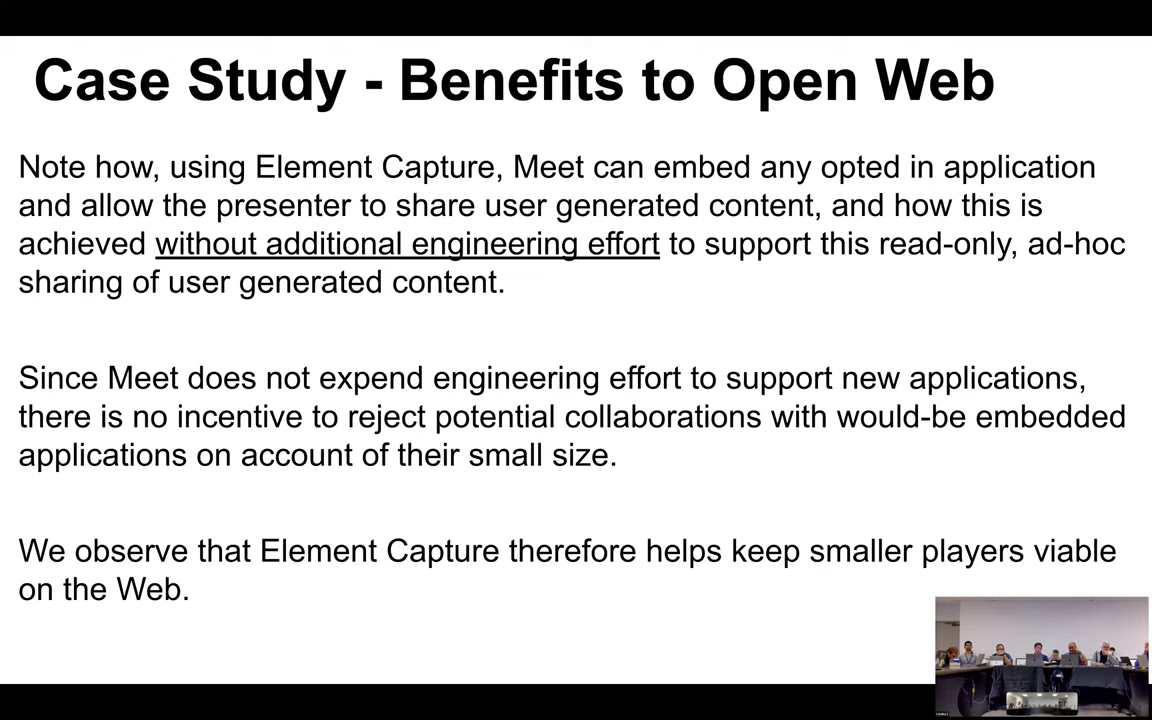 Case Study - Benefits to Open Web
Note how, using Element Capture, Meet can embed any opted in application
and allow the presenter to share user generated content, and how this is
achieved without additional engineering effort to support this read-only, ad-hoc
sharing of user generated content.
Since Meet does not expend engineering effort to support new applications,
there is no incentive to reject potential collaborations with would-be embedded
applications on account of their small size.
We observe that Element Capture therefore helps keep smaller players viable
on the Web.